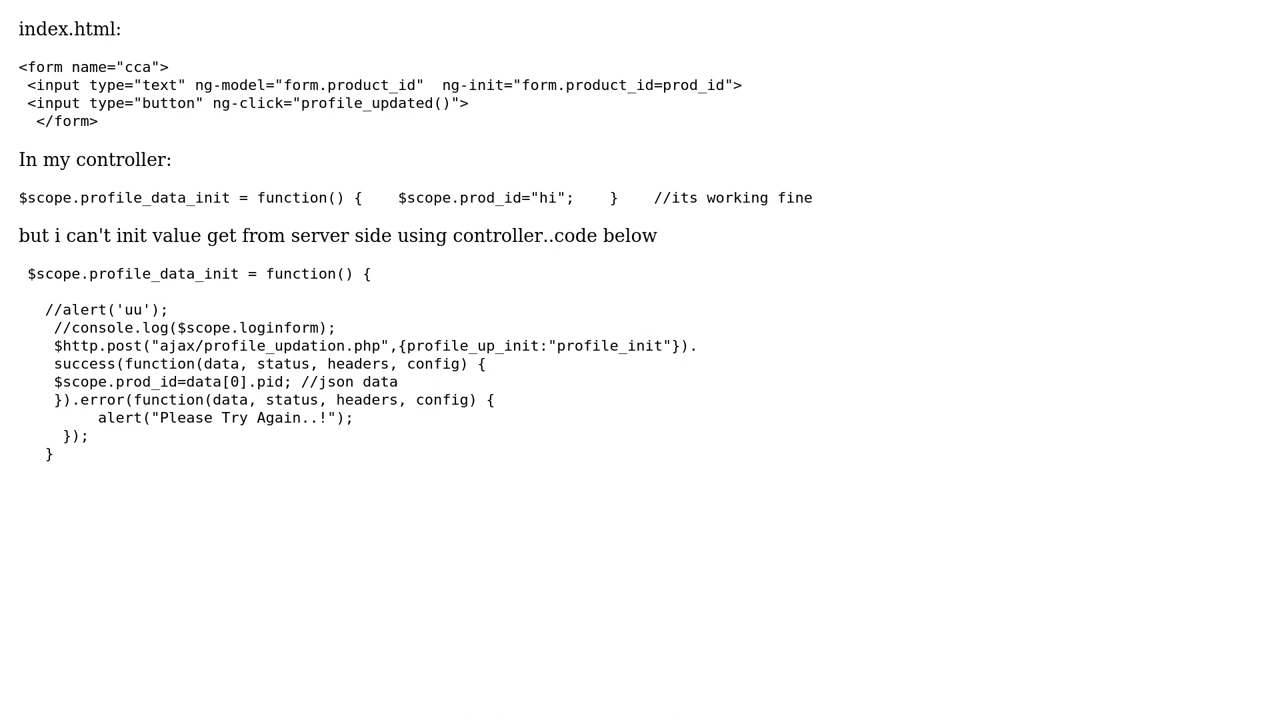 index.html:
<form name="cca">
<input type="text" ng-model="form.product_id"  ng-init="form.product_id=prod_id">
<input type="button" ng-click="profile_updated()">
</form>
In my controller:
$scope.profile_data_init = function() {    $scope.prod_id="hi";    }    //its working fine
but i can't init value get from server side using controller..code below
$scope.profile_data_init = function() {
//alert('uu');
//console.log($scope.loginform);
$http.post("ajax/profile_updation.php",{profile_up_init:"profile_init"}).
success(function(data, status, headers, config) {
$scope.prod_id=data[0].pid; //json data
}).error(function(data, status, headers, config) {
alert("Please Try Again..!");
});
}